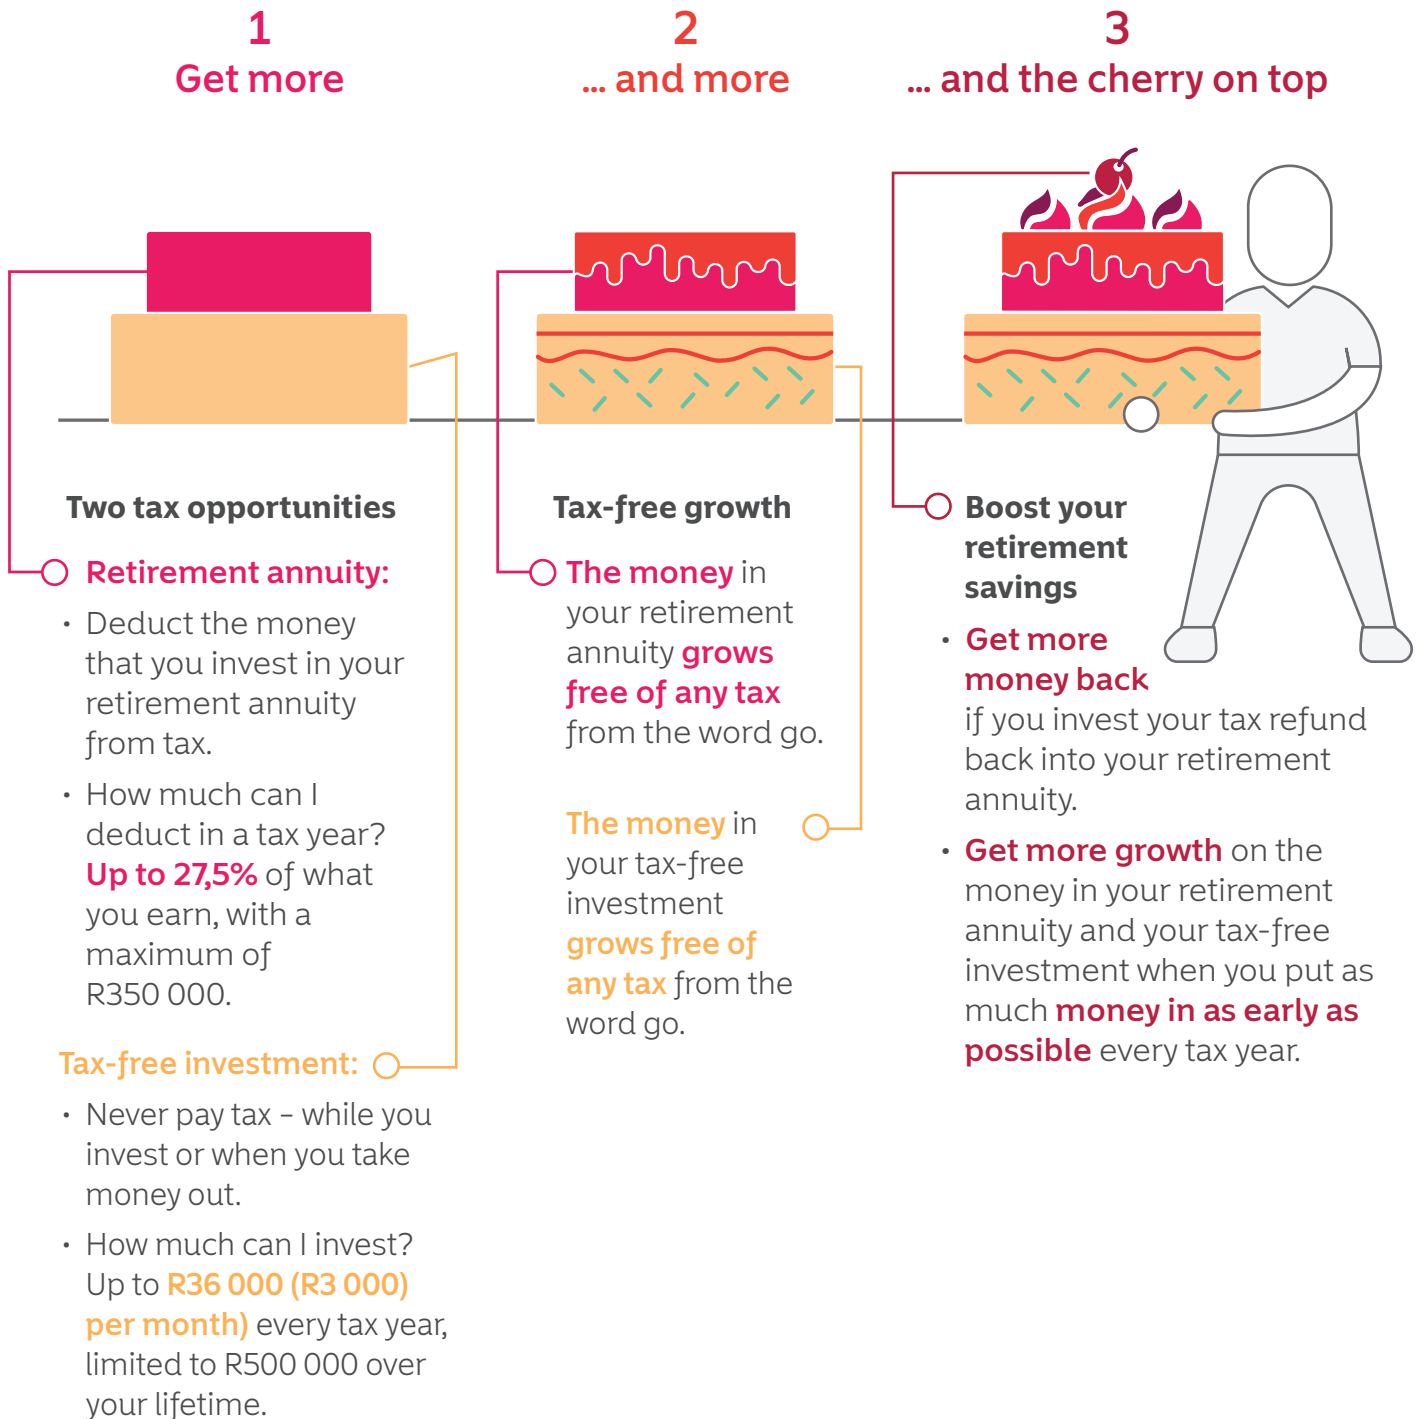 1
Get more
Two tax opportunities
Retirement annuity:
• Deduct the money
that you invest in your
retirement annuity
from tax.
• How much can I
deduct in a tax year?
Up to 27,5% of what
you earn, with a
maximum of
R350 000.
Tax-free investment:
• Never pay tax – while you
invest or when you take
money out.
• How much can I invest?
Up to R36 000 (R3 000)
per month) every tax year,
limited to R500 000 over
your lifetime.
2
... and more
Tax-free growth
The money in
your retirement
annuity grows
free of any tax
from the word go.
The money in
your tax-free
investment
grows free of
any tax from the
word go.
3
... and the cherry on top
Boost your
retirement
savings
• Get more
money back
if you invest your tax refund
back into your retirement
annuity.
• Get more growth on the
money in your retirement
annuity and your tax-free
investment when you put as
much money in as early as
possible every tax year.